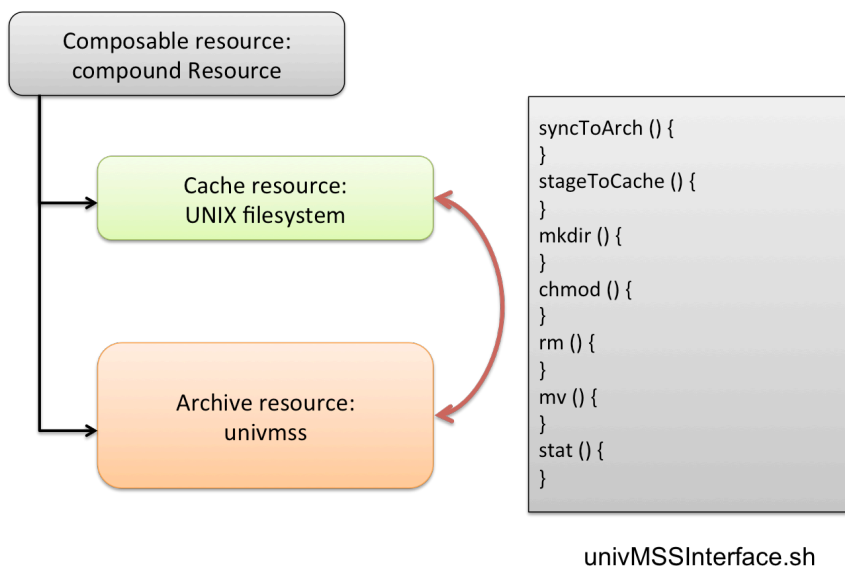 Composable resource:
compound Resource
Cache resource:
UNIX filesystem
Archive resource:
univmss
syncToArch () {
}
stageToCache () {
}
mkdir () {
}
chmod () {
}
rm () {
}
mv () {
}
stat () {
}
univMSSInterface.sh